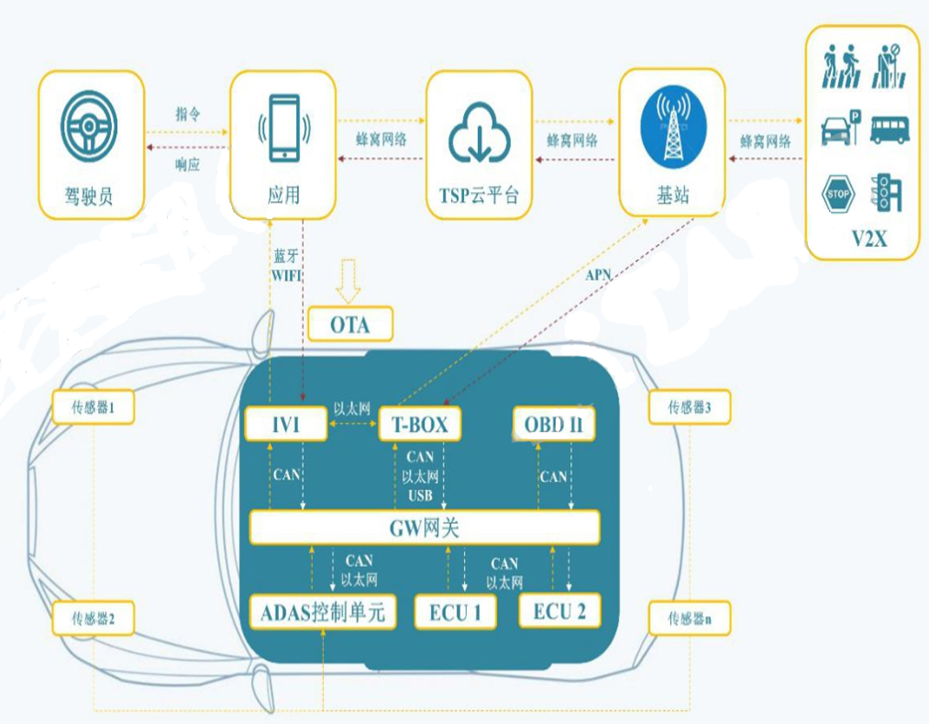 指令
响应
驾驶员
应用
蜂窝网络
TSP云平台
蜂窝网络
基站
蜂窝网络
P
STOP
V2X
蓝牙
WIFI
APN
OTA
传感器1
传感器3
IVI
以太网
T-BOX
OBD II
CAN
CAN
以太网
USB
CAN
GW网关
CAN
以太网
CAN
以太网
ADAS控制单元
ECU 1
ECU 2
传感器2
传感器n